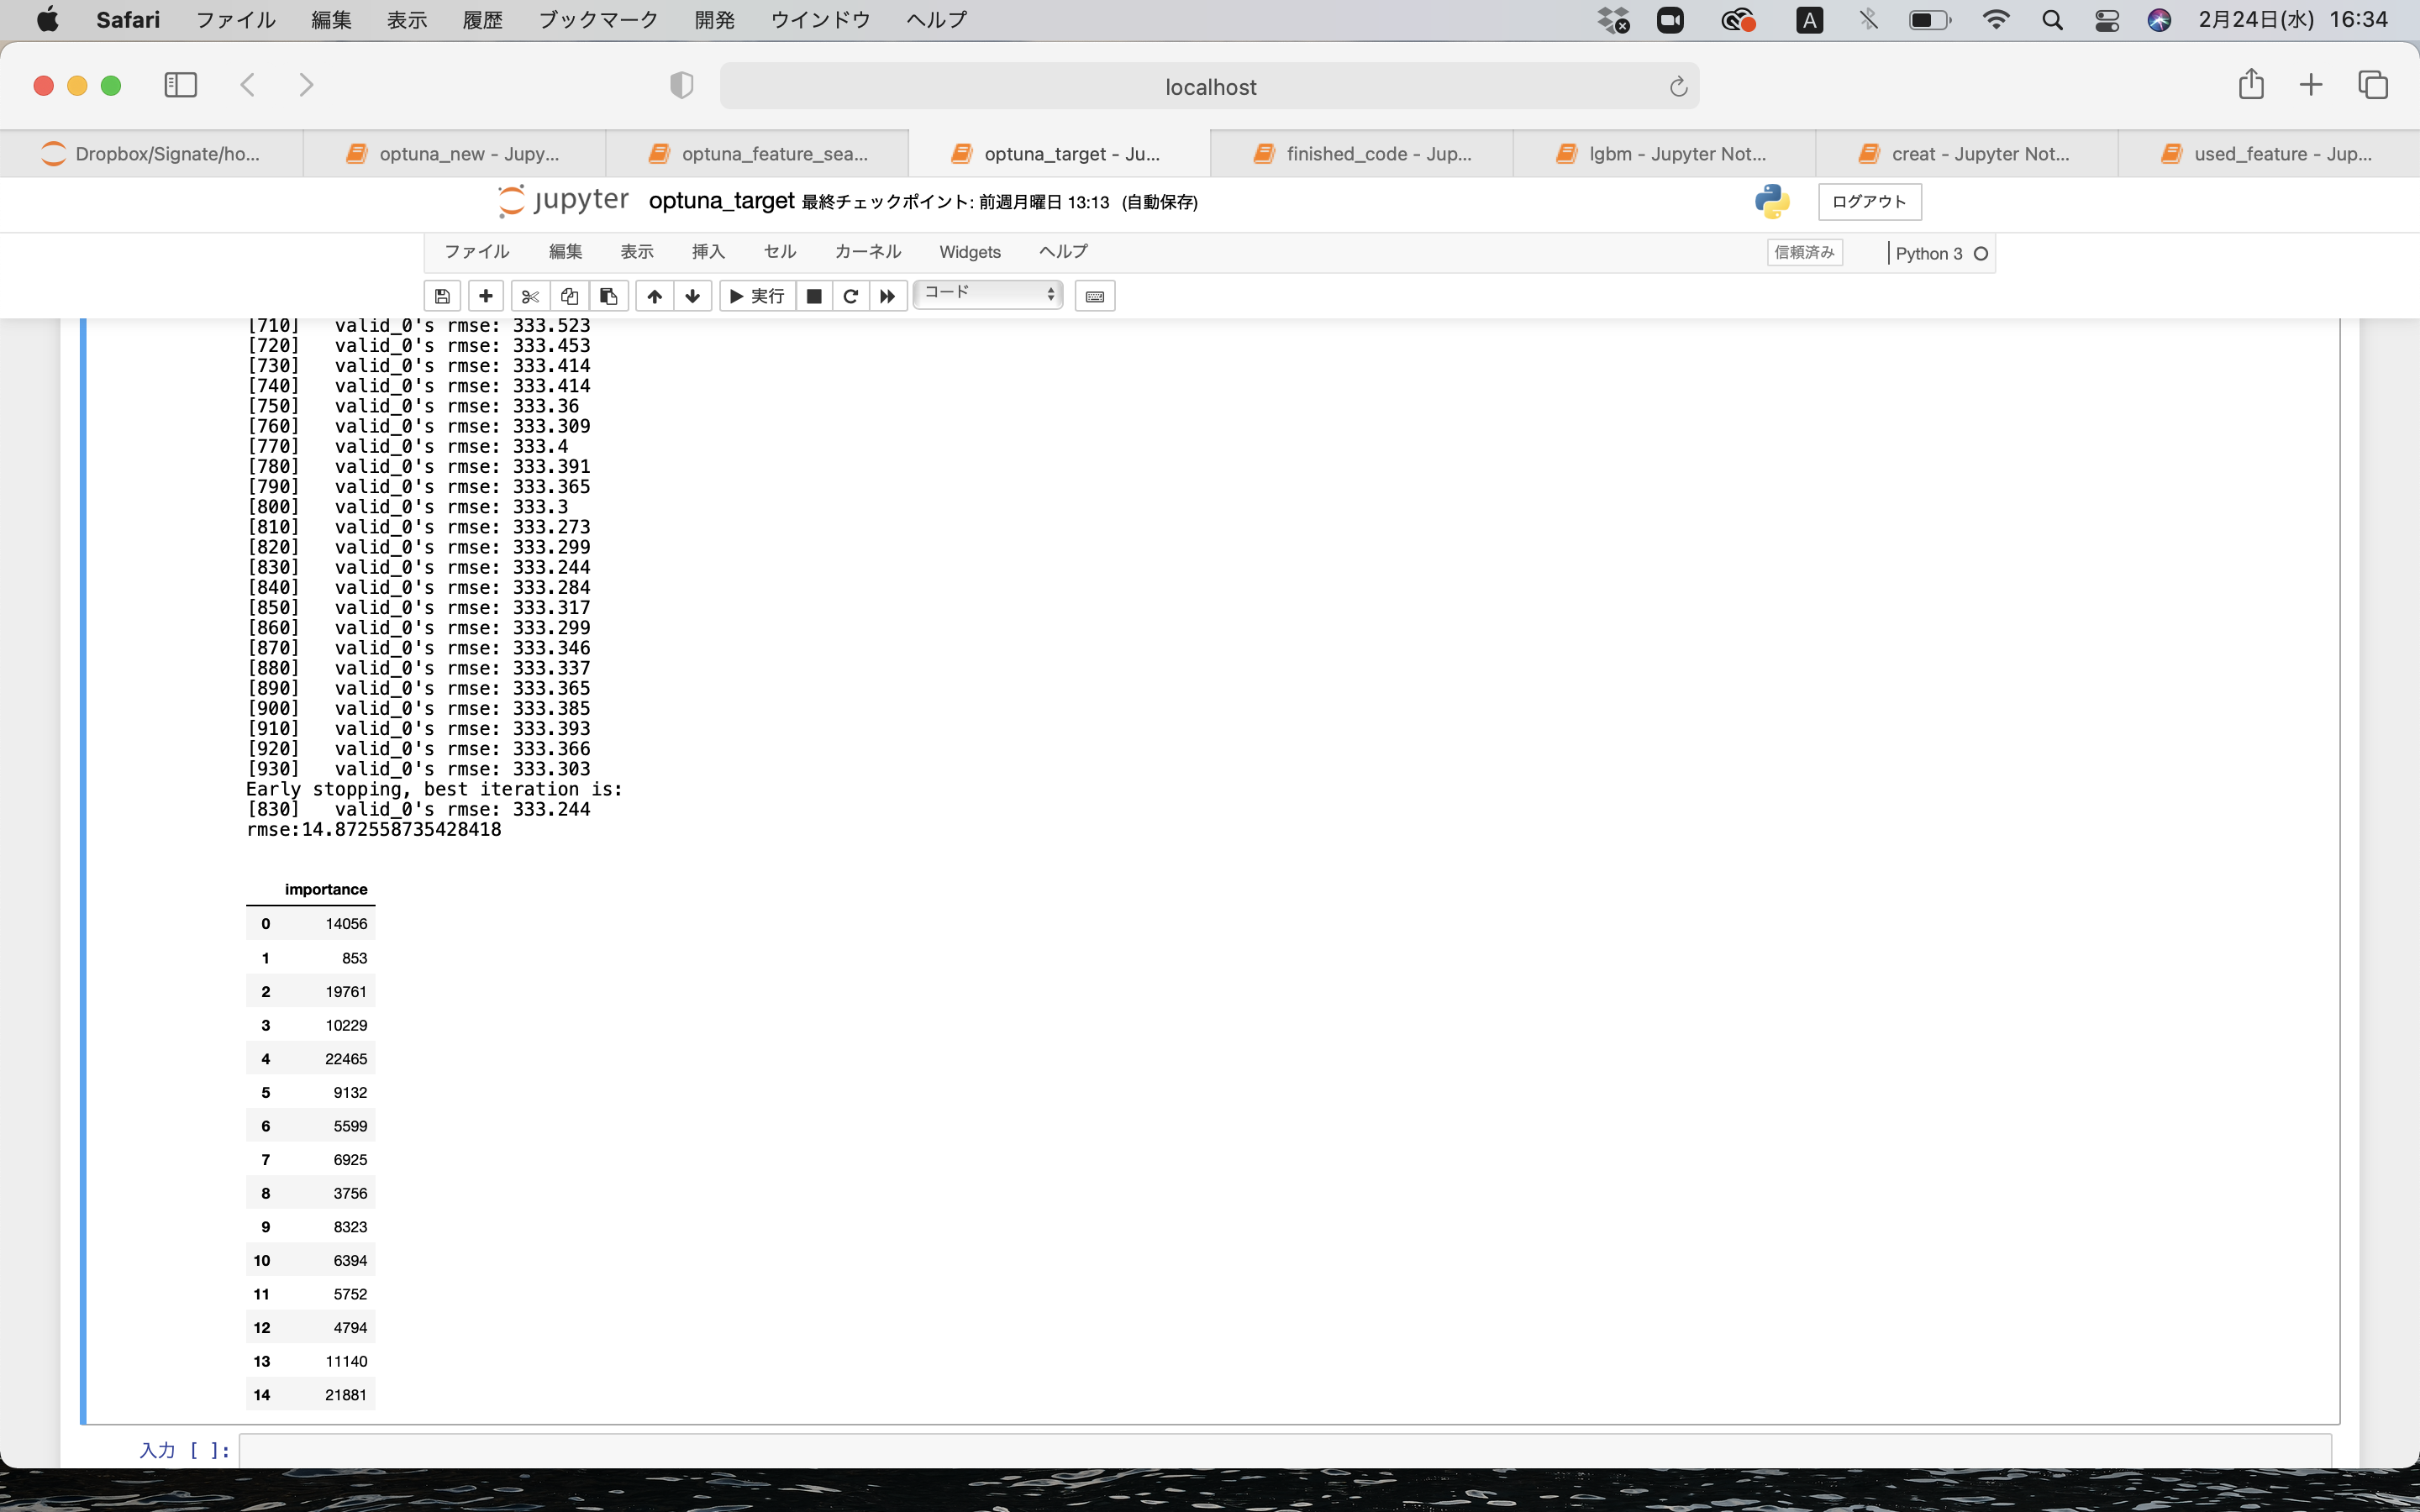 Safari ファイル 編集 表示 履歴 ブックマーク 開発 ウインドウ ヘルプ A 2月24日(水) 16:34
localhost
Dropbox/Signate/ho... optuna_new - Jupy... optuna_feature_sea... optuna_target - Ju... finished_code - Jup... lgbm - Jupyter Not... creat - Jupyter Not... used_feature - Jup...
jupyter optuna_target 最終チェックポイント: 前週月曜日 13:13 (自動保存) ログアウト
ファイル 編集 表示 挿入 セル カーネル Widgets ヘルプ 信頼済み Python 3
実行 コード
[710] valid_0's rmse: 333.523
[720] valid_0's rmse: 333.453
[730] valid_0's rmse: 333.414
[740] valid_0's rmse: 333.414
[750] valid_0's rmse: 333.36
[760] valid_0's rmse: 333.309
[770] valid_0's rmse: 333.4
[780] valid_0's rmse: 333.391
[790] valid_0's rmse: 333.365
[800] valid_0's rmse: 333.3
[810] valid_0's rmse: 333.273
[820] valid_0's rmse: 333.299
[830] valid_0's rmse: 333.244
[840] valid_0's rmse: 333.284
[850] valid_0's rmse: 333.317
[860] valid_0's rmse: 333.299
[870] valid_0's rmse: 333.346
[880] valid_0's rmse: 333.337
[890] valid_0's rmse: 333.365
[900] valid_0's rmse: 333.385
[910] valid_0's rmse: 333.393
[920] valid_0's rmse: 333.366
[930] valid_0's rmse: 333.303
Early stopping, best iteration is:
[830] valid_0's rmse: 333.244
rmse:14.872558735428418
importance
0 14056
1 853
2 19761
3 10229
4 22465
5 9132
6 5599
7 6925
8 3756
9 8323
10 6394
11 5752
12 4794
13 11140
14 21881
入力 [ ]: